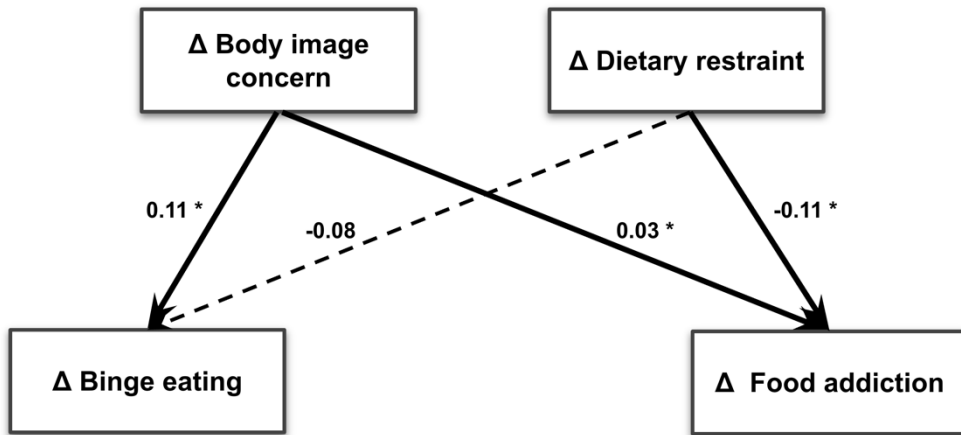 Δ Body image
concern
Δ Dietary restraint
0.11 *
-0.08
0.03 *
-0.11 *
Δ Binge eating
Δ Food addiction